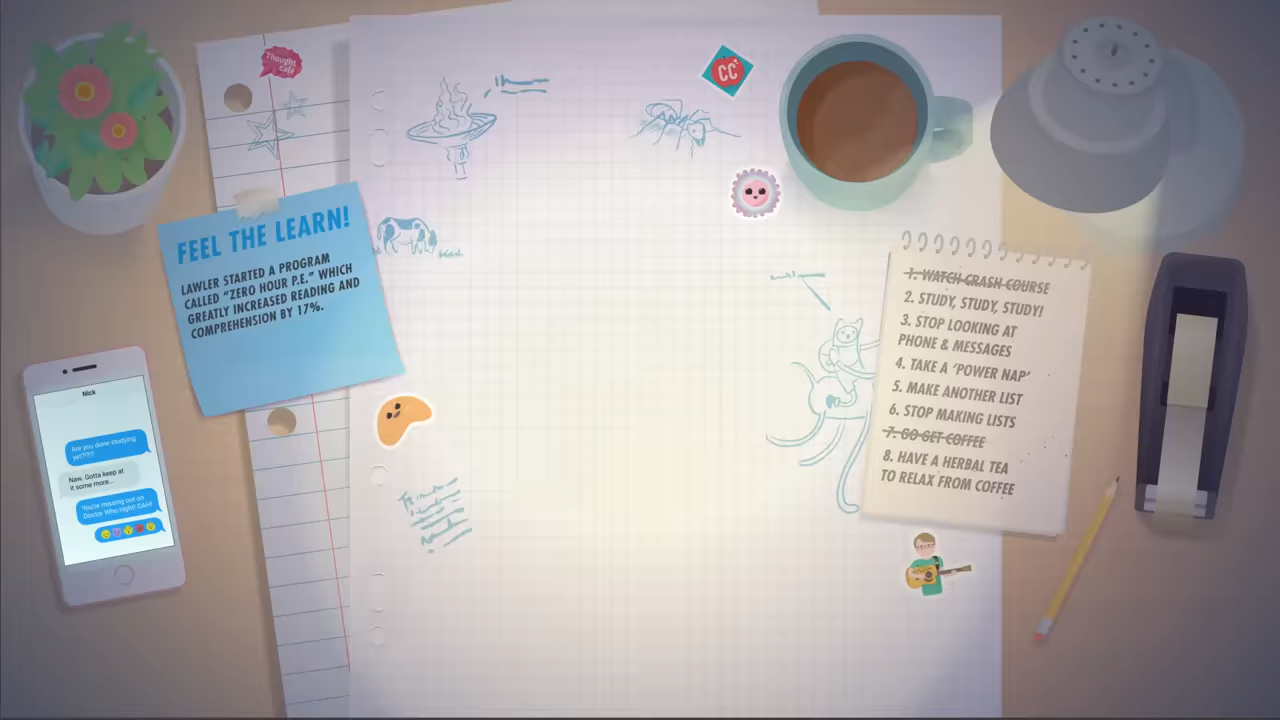 Thought
café
CC
FEEL THE LEARN!
LAWLER STARTED A PROGRAM
CALLED "ZERO HOUR P.E." WHICH
GREATLY INCREASED READING AND
COMPREHENSION BY 17%.
Nick
Are you done studying
yet?!?!?
Naw. Gotta keep at
it some more...
You're missing out on
Doctor Who night! GAH!
1. WATCH CRASH COURSE
2. STUDY, STUDY, STUDY!
3. STOP LOOKING AT
PHONE & MESSAGES
4. TAKE A 'POWER NAP'
5. MAKE ANOTHER LIST
6. STOP MAKING LISTS
7. GO GET COFFEE
8. HAVE A HERBAL TEA
TO RELAX FROM COFFEE